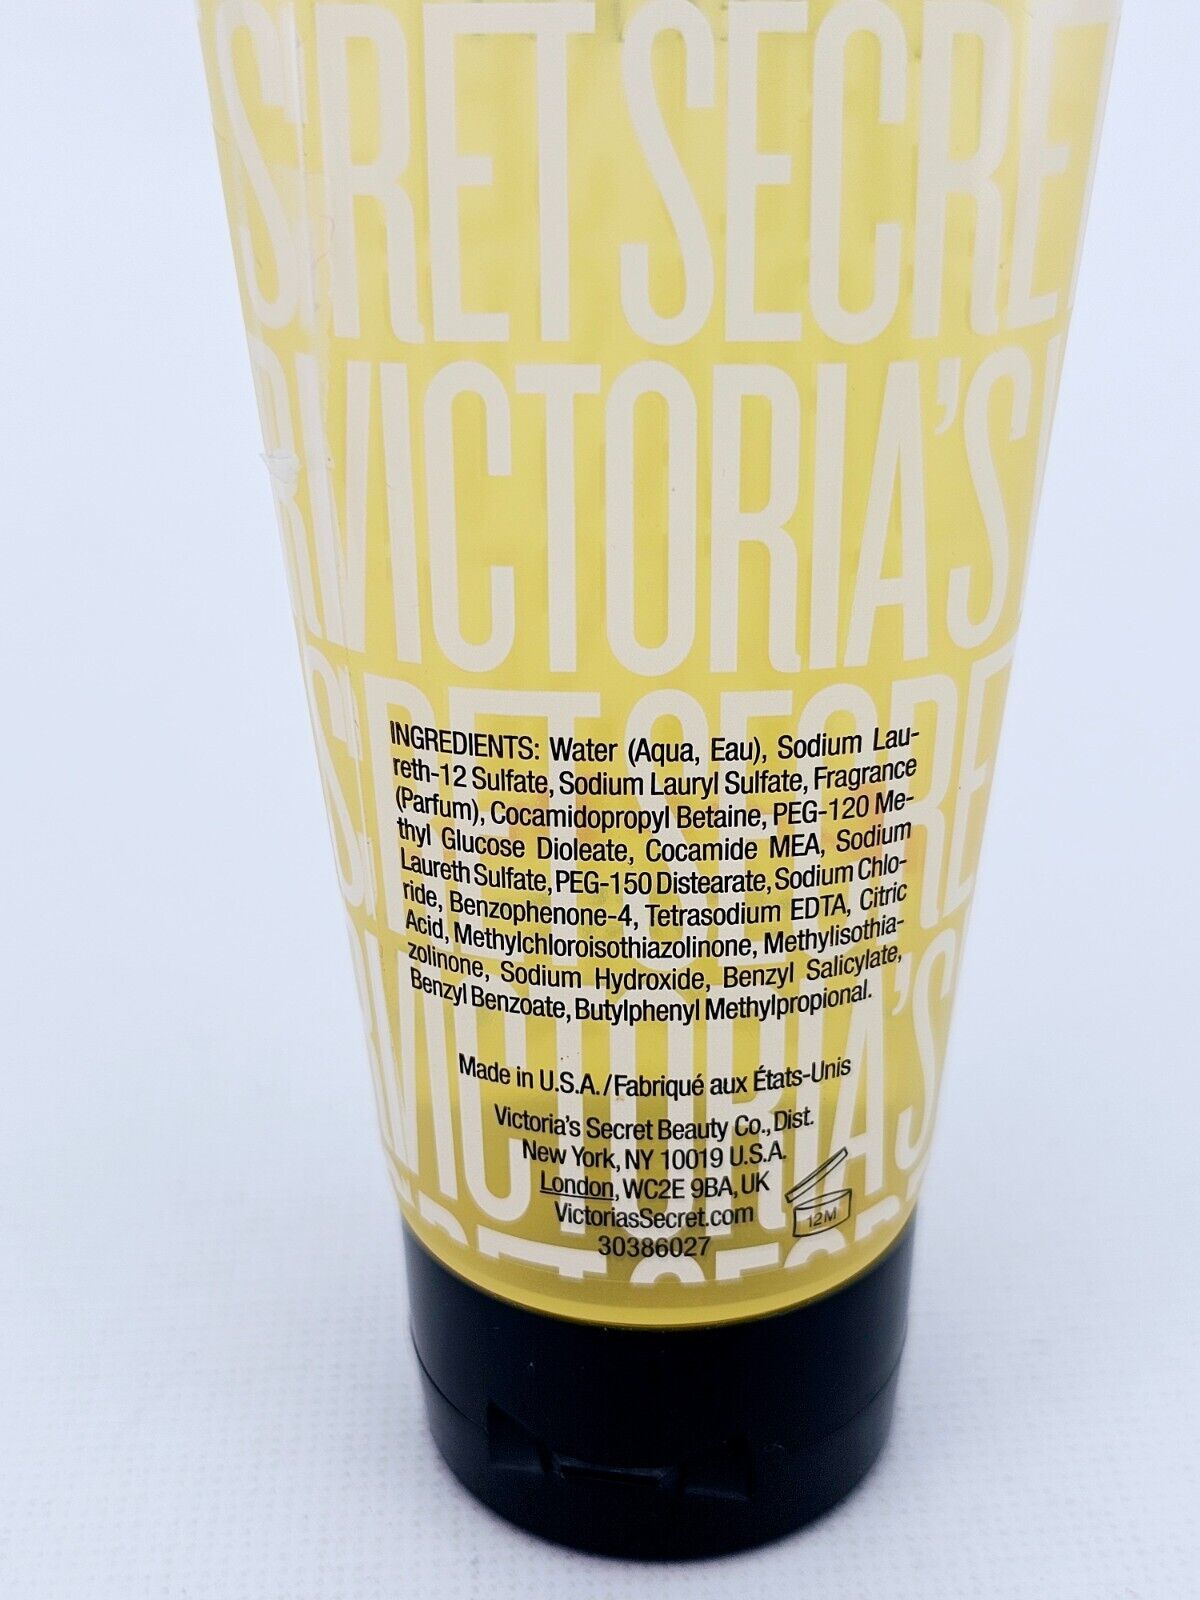 SECRET SECRET
VICTORIA'S
SECRET SECRET
INGREDIENTS: Water (Aqua, Eau), Sodium Lau-
reth-12 Sulfate, Sodium Lauryl Sulfate, Fragrance
(Parfum), Cocamidopropyl Betaine, PEG-120 Me-
thyl Glucose Dioleate, Cocamide MEA, Sodium
Laureth Sulfate, PEG-150 Distearate, Sodium Chlo-
ride, Benzophenone-4, Tetrasodium EDTA, Citric
Acid, Methylchloroisothiazolinone, Methylisothia-
zolinone, Sodium Hydroxide, Benzyl Salicylate,
Benzyl Benzoate, Butylphenyl Methylpropional.
VICTORIA'S
Made in U.S.A./Fabriqué aux États-Unis
Victoria's Secret Beauty Co., Dist.
New York, NY 10019 U.S.A.
London, WC2E 9BA, UK
VictoriasSecret.com
30386027
12M